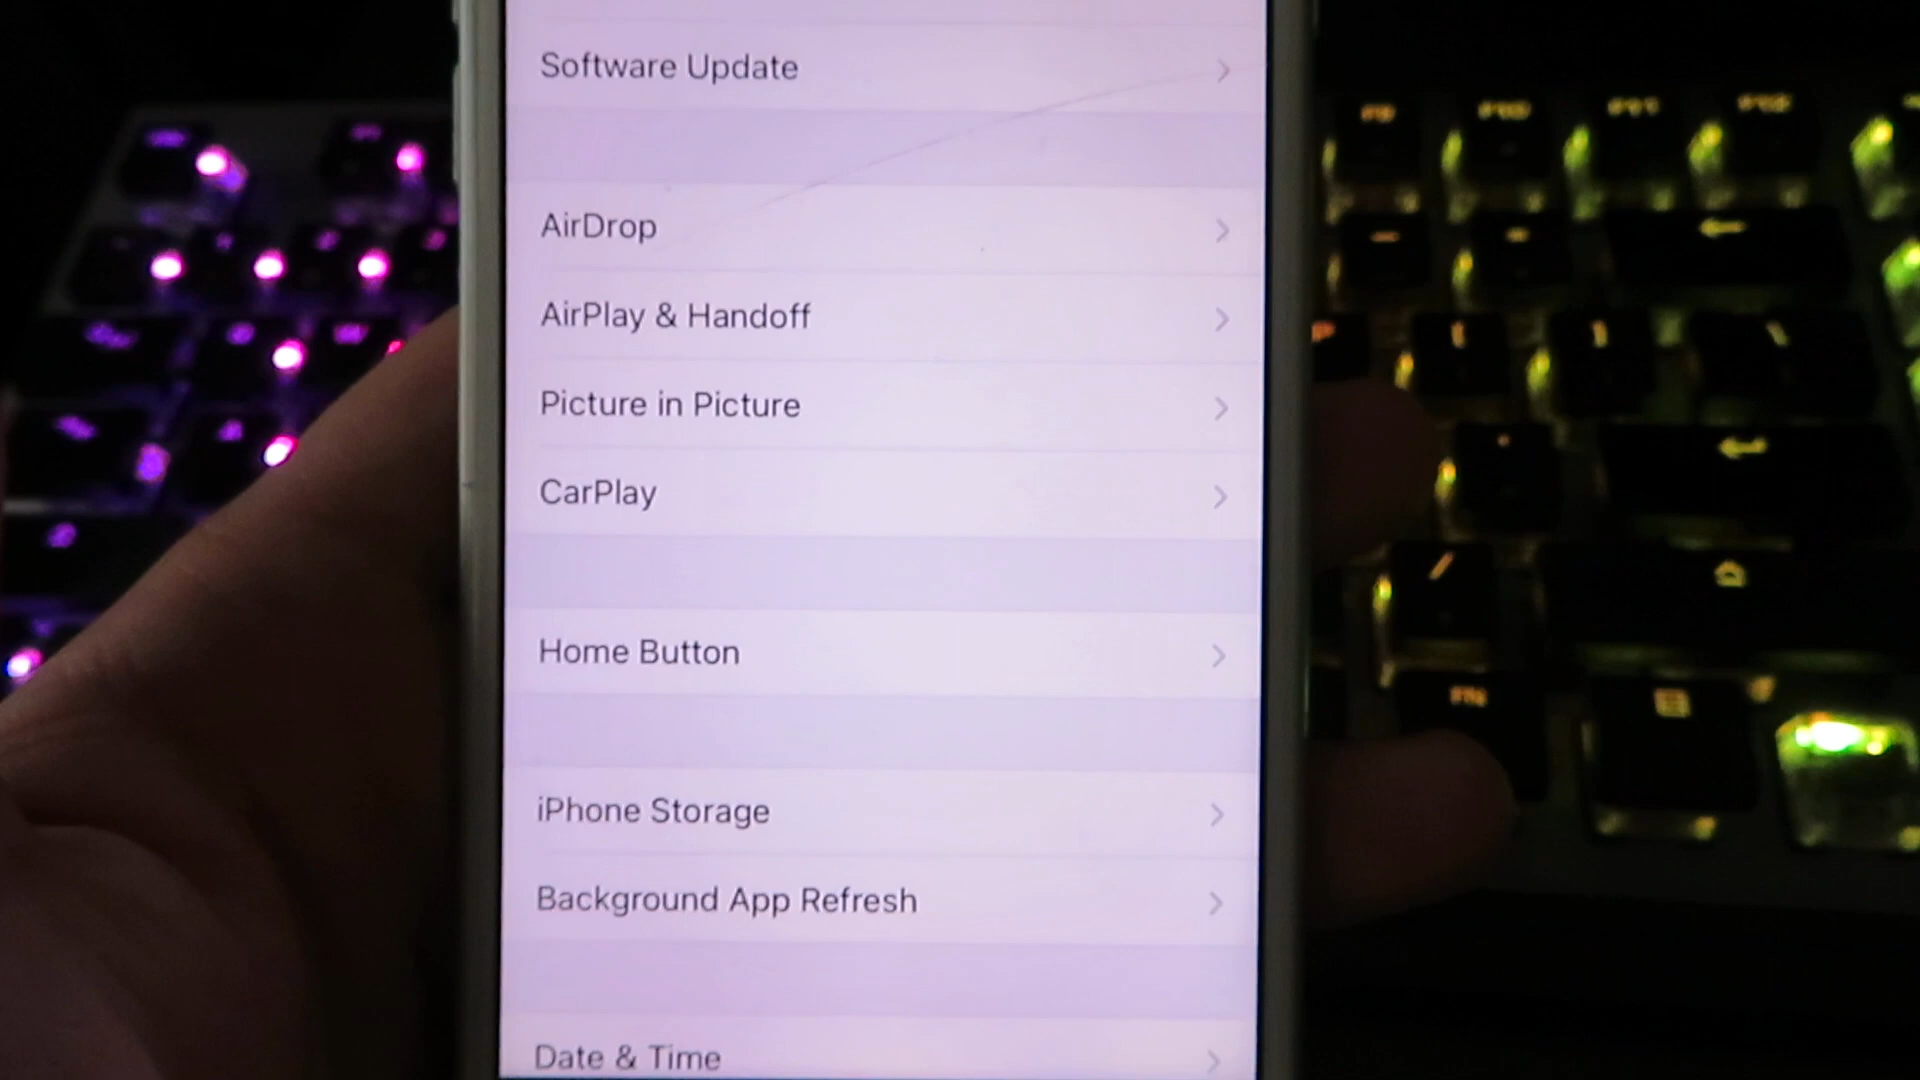 Software Update
AirDrop
AirPlay & Handoff
Picture in Picture
CarPlay
Home Button
iPhone Storage
Background App Refresh
Date & Time